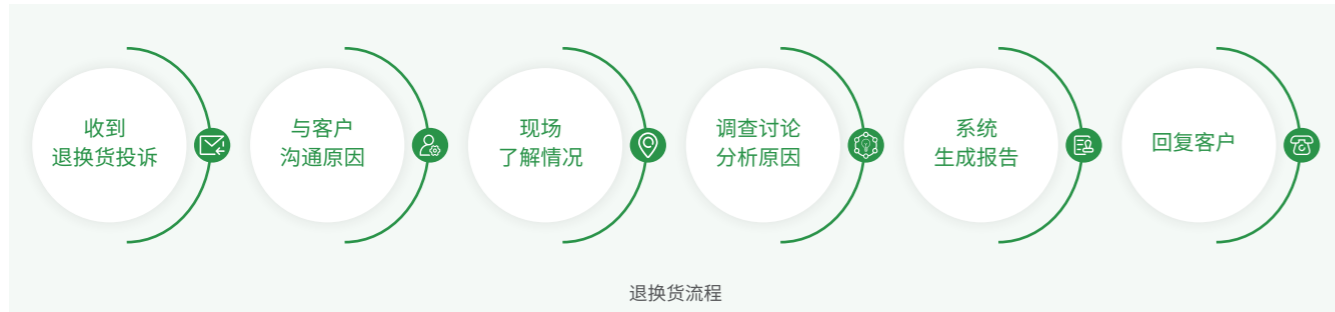 收到
退换货投诉
与客户
沟通原因
现场
了解情况
调查讨论
分析原因
系统
生成报告
回复客户
退换货流程